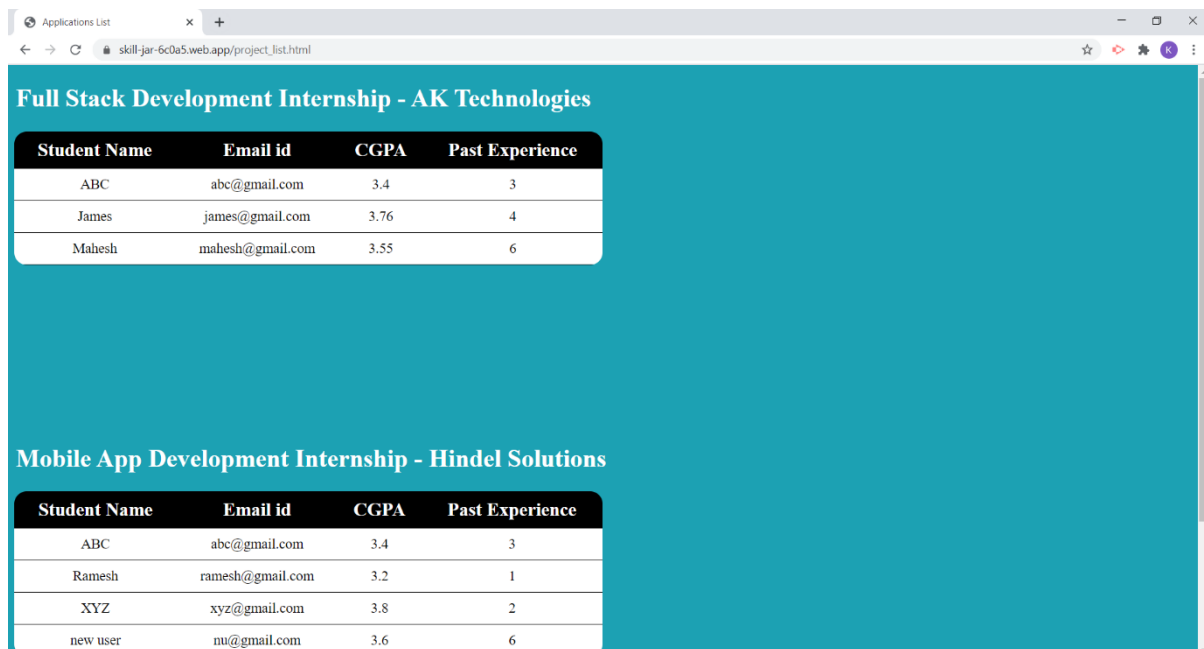 Applications List
skill-jar-6c0a5.web.app/project_list.html
K
Full Stack Development Internship - AK Technologies
Student Name Email id CGPA Past Experience
ABC abc@gmail.com 3.4 3
James james@gmail.com 3.76 4
Mahesh mahesh@gmail.com 3.55 6
Mobile App Development Internship - Hindel Solutions
Student Name Email id CGPA Past Experience
ABC abc@gmail.com 3.4 3
Ramesh ramesh@gmail.com 3.2 1
XYZ xyz@gmail.com 3.8 2
new user nu@gmail.com 3.6 6